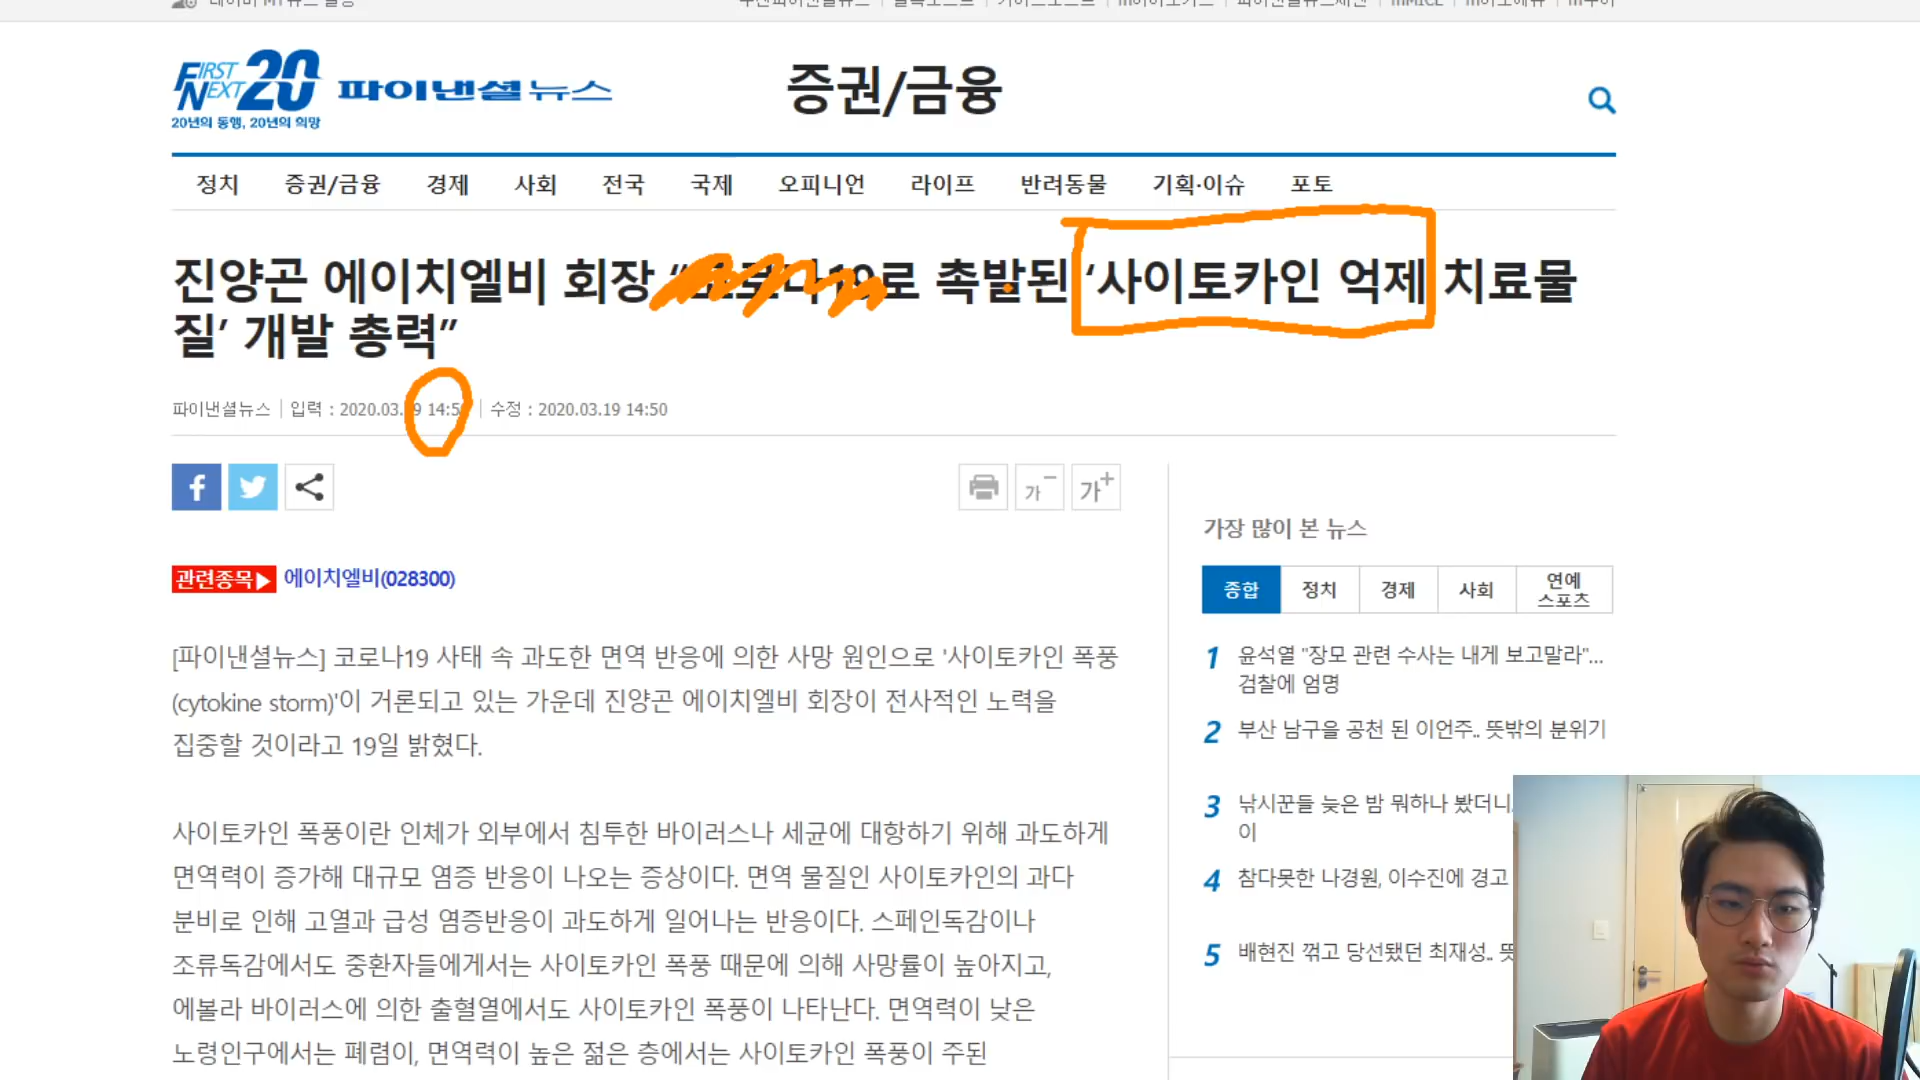 FIRST NEXT 20
20년의 동행, 20년의 희망
파이낸셜뉴스
증권/금융
정치 증권/금융 경제 사회 전국 국제 오피니언 라이프 반려동물 기획·이슈 포토
진양곤 에이치엘비 회장 “코로나19로 촉발된 ‘사이토카인 억제 치료물
질’ 개발 총력”
파이낸셜뉴스 | 입력 : 2020.03. 14:5 | 수정 : 2020.03.19 14:50
가- 가+
관련종목▶ 에이치엘비(028300)
[파이낸셜뉴스] 코로나19 사태 속 과도한 면역 반응에 의한 사망 원인으로 '사이토카인 폭풍
(cytokine storm)'이 거론되고 있는 가운데 진양곤 에이치엘비 회장이 전사적인 노력을
집중할 것이라고 19일 밝혔다.
사이토카인 폭풍이란 인체가 외부에서 침투한 바이러스나 세균에 대항하기 위해 과도하게
면역력이 증가해 대규모 염증 반응이 나오는 증상이다. 면역 물질인 사이토카인의 과다
분비로 인해 고열과 급성 염증반응이 과도하게 일어나는 반응이다. 스페인독감이나
조류독감에서도 중환자들에게서는 사이토카인 폭풍 때문에 의해 사망률이 높아지고,
에볼라 바이러스에 의한 출혈열에서도 사이토카인 폭풍이 나타난다. 면역력이 낮은
노령인구에서는 폐렴이, 면역력이 높은 젊은 층에서는 사이토카인 폭풍이 주된
가장 많이 본 뉴스
종합 정치 경제 사회 연예
스포츠
1 윤석열 "장모 관련 수사는 내게 보고말라"...
검찰에 엄명
2 부산 남구을 공천 된 이언주.. 뜻밖의 분위기
3 낚시꾼들 늦은 밤 뭐하나 봤더니.
이
4 참다못한 나경원, 이수진에 경고
5 배현진 꺾고 당선됐던 최재성.. 뜻